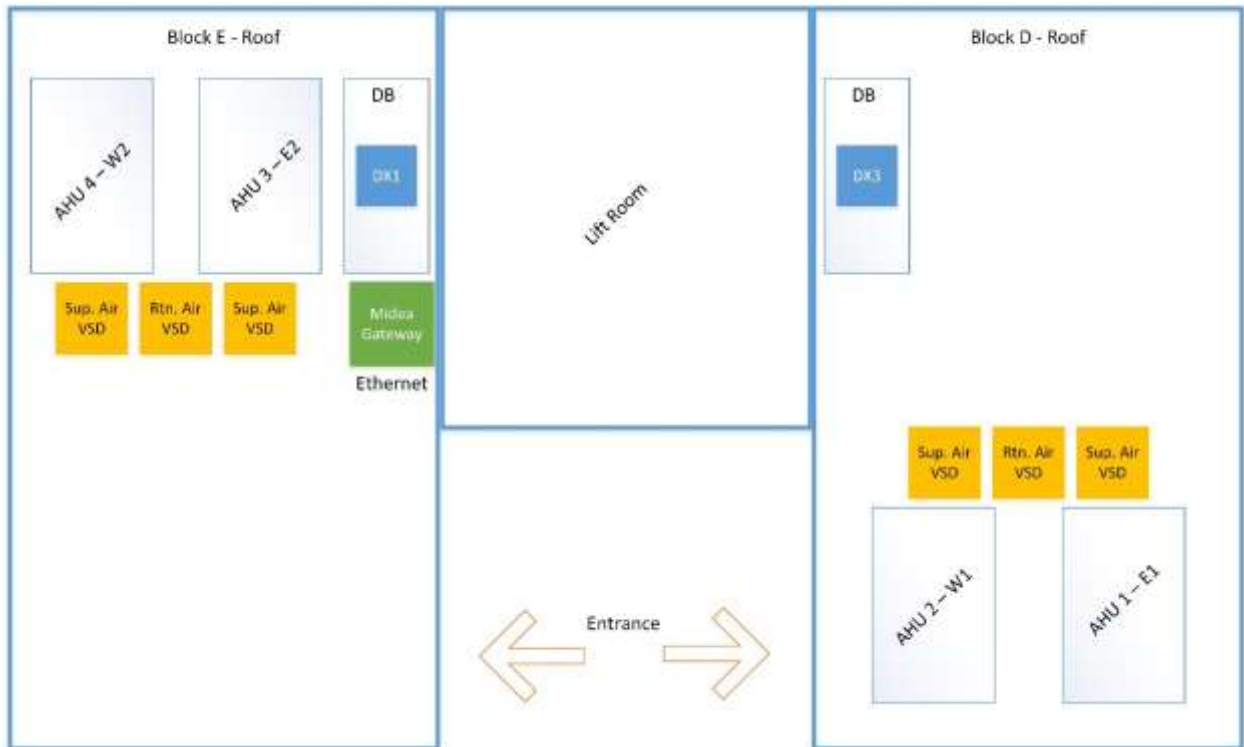 Block E - Roof
Block D - Roof
AHU 4 – W2
AHU 3 – E2
DB
DX1
Lift Room
DB
DX3
Sup. Air
VSD
Rtn. Air
VSD
Sup. Air
VSD
Midea
Gateway
Ethernet
Sup. Air
VSD
Rtn. Air
VSD
Sup. Air
VSD
AHU 2 – W1
AHU 1 – E1
Entrance